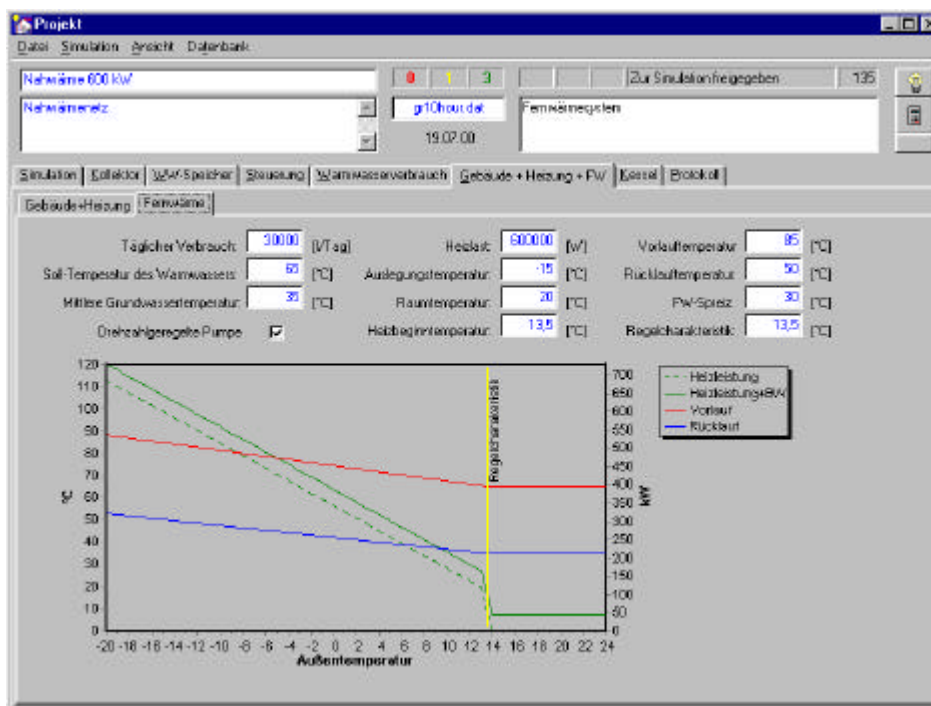 Projekt
Datei Simulation Ansicht Datenbank
Nahwärme 600 kW 0 1 3 Zur Simulation freigegeben 135
Nahwärmenetz gr10hour.dat Fernwärmesystem
19.07.00
Simulation Kollektor WW-Speicher Steuerung Warmwasserverbrauch Gebäude + Heizung + FW Kessel Protokoll
Gebäude+Heizung Fernwärme
Täglicher Verbrauch: 30000 [l/Tag] Heizlast: 600000 [W] Vorlauftemperatur 85 [°C]
Soll-Temperatur des Warmwassers: 65 [°C] Auslegungstemperatur: -15 [°C] Rücklauftemperatur: 50 [°C]
Mittlere Grundwassertemperatur: 35 [°C] Raumtemperatur: 20 [°C] FW-Spreiz. 30 [°C]
Drehzahlgeregelte Pumpe Heizbeginntemperatur: 13,5 [°C] Regelcharakteristik: 13,5 [°C]
120 110 100 90 80 70 60 50 40 30 20 10 0
°C
Regelcharakteristik
700 650 600 550 500 450 400 350 300 250 200 150 100 50 0
kW
Heizleistung
Heizleistung+BW
Vorlauf
Rücklauf
-20 -18 -16 -14 -12 -10 -8 -6 -4 -2 0 2 4 6 8 10 12 14 16 18 20 22 24
Außentemperatur